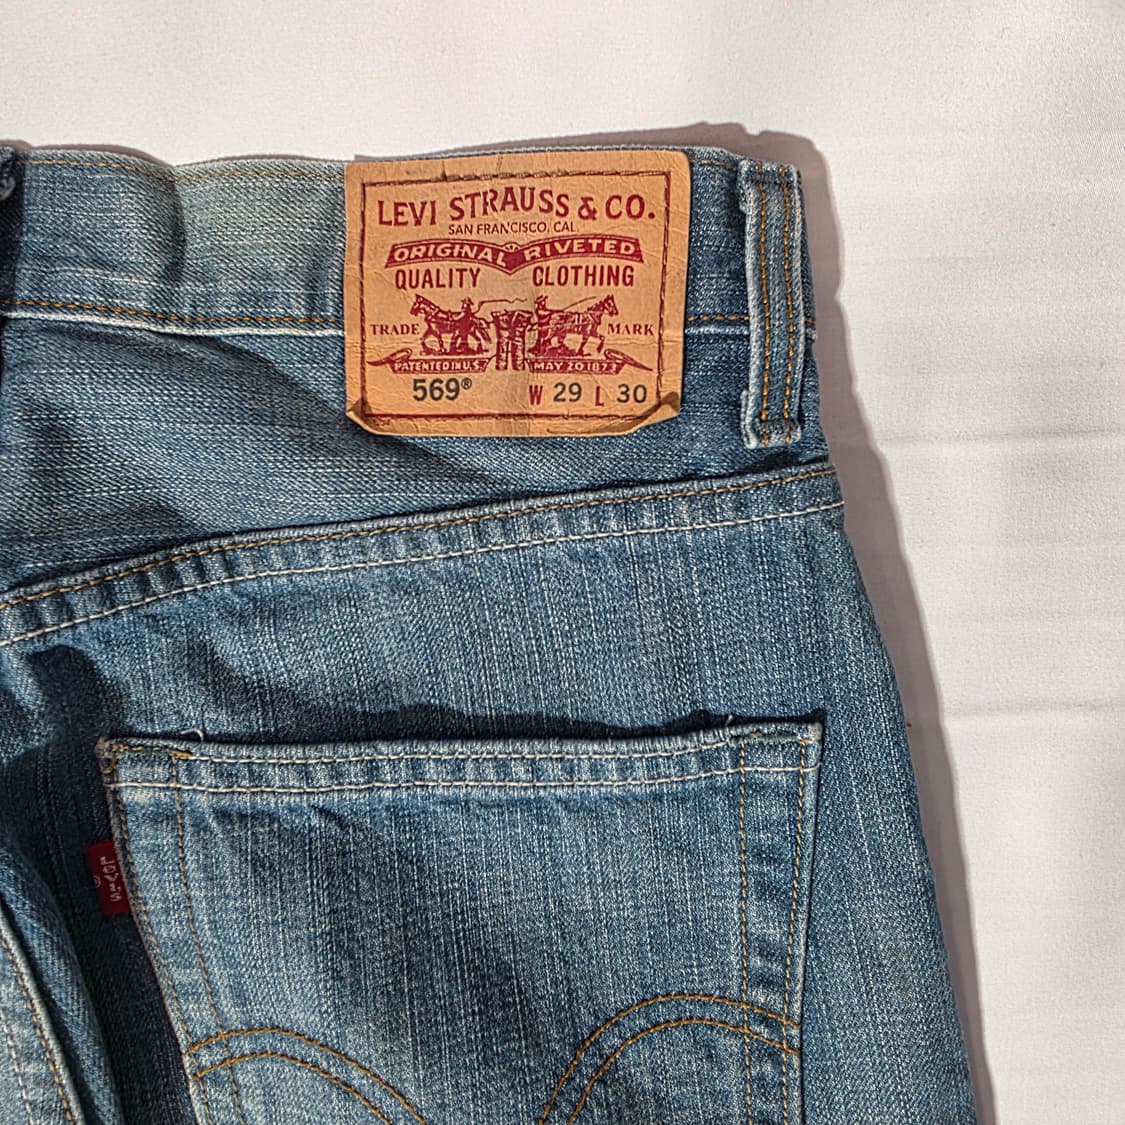 LEVI STRAUSS & CO.
SAN FRANCISCO, CAL.
ORIGINAL RIVETED
QUALITY CLOTHING
TRADE MARK
PATENTED IN U.S. MAY 20 1873
569® W 29 L 30
LEVI'S
®